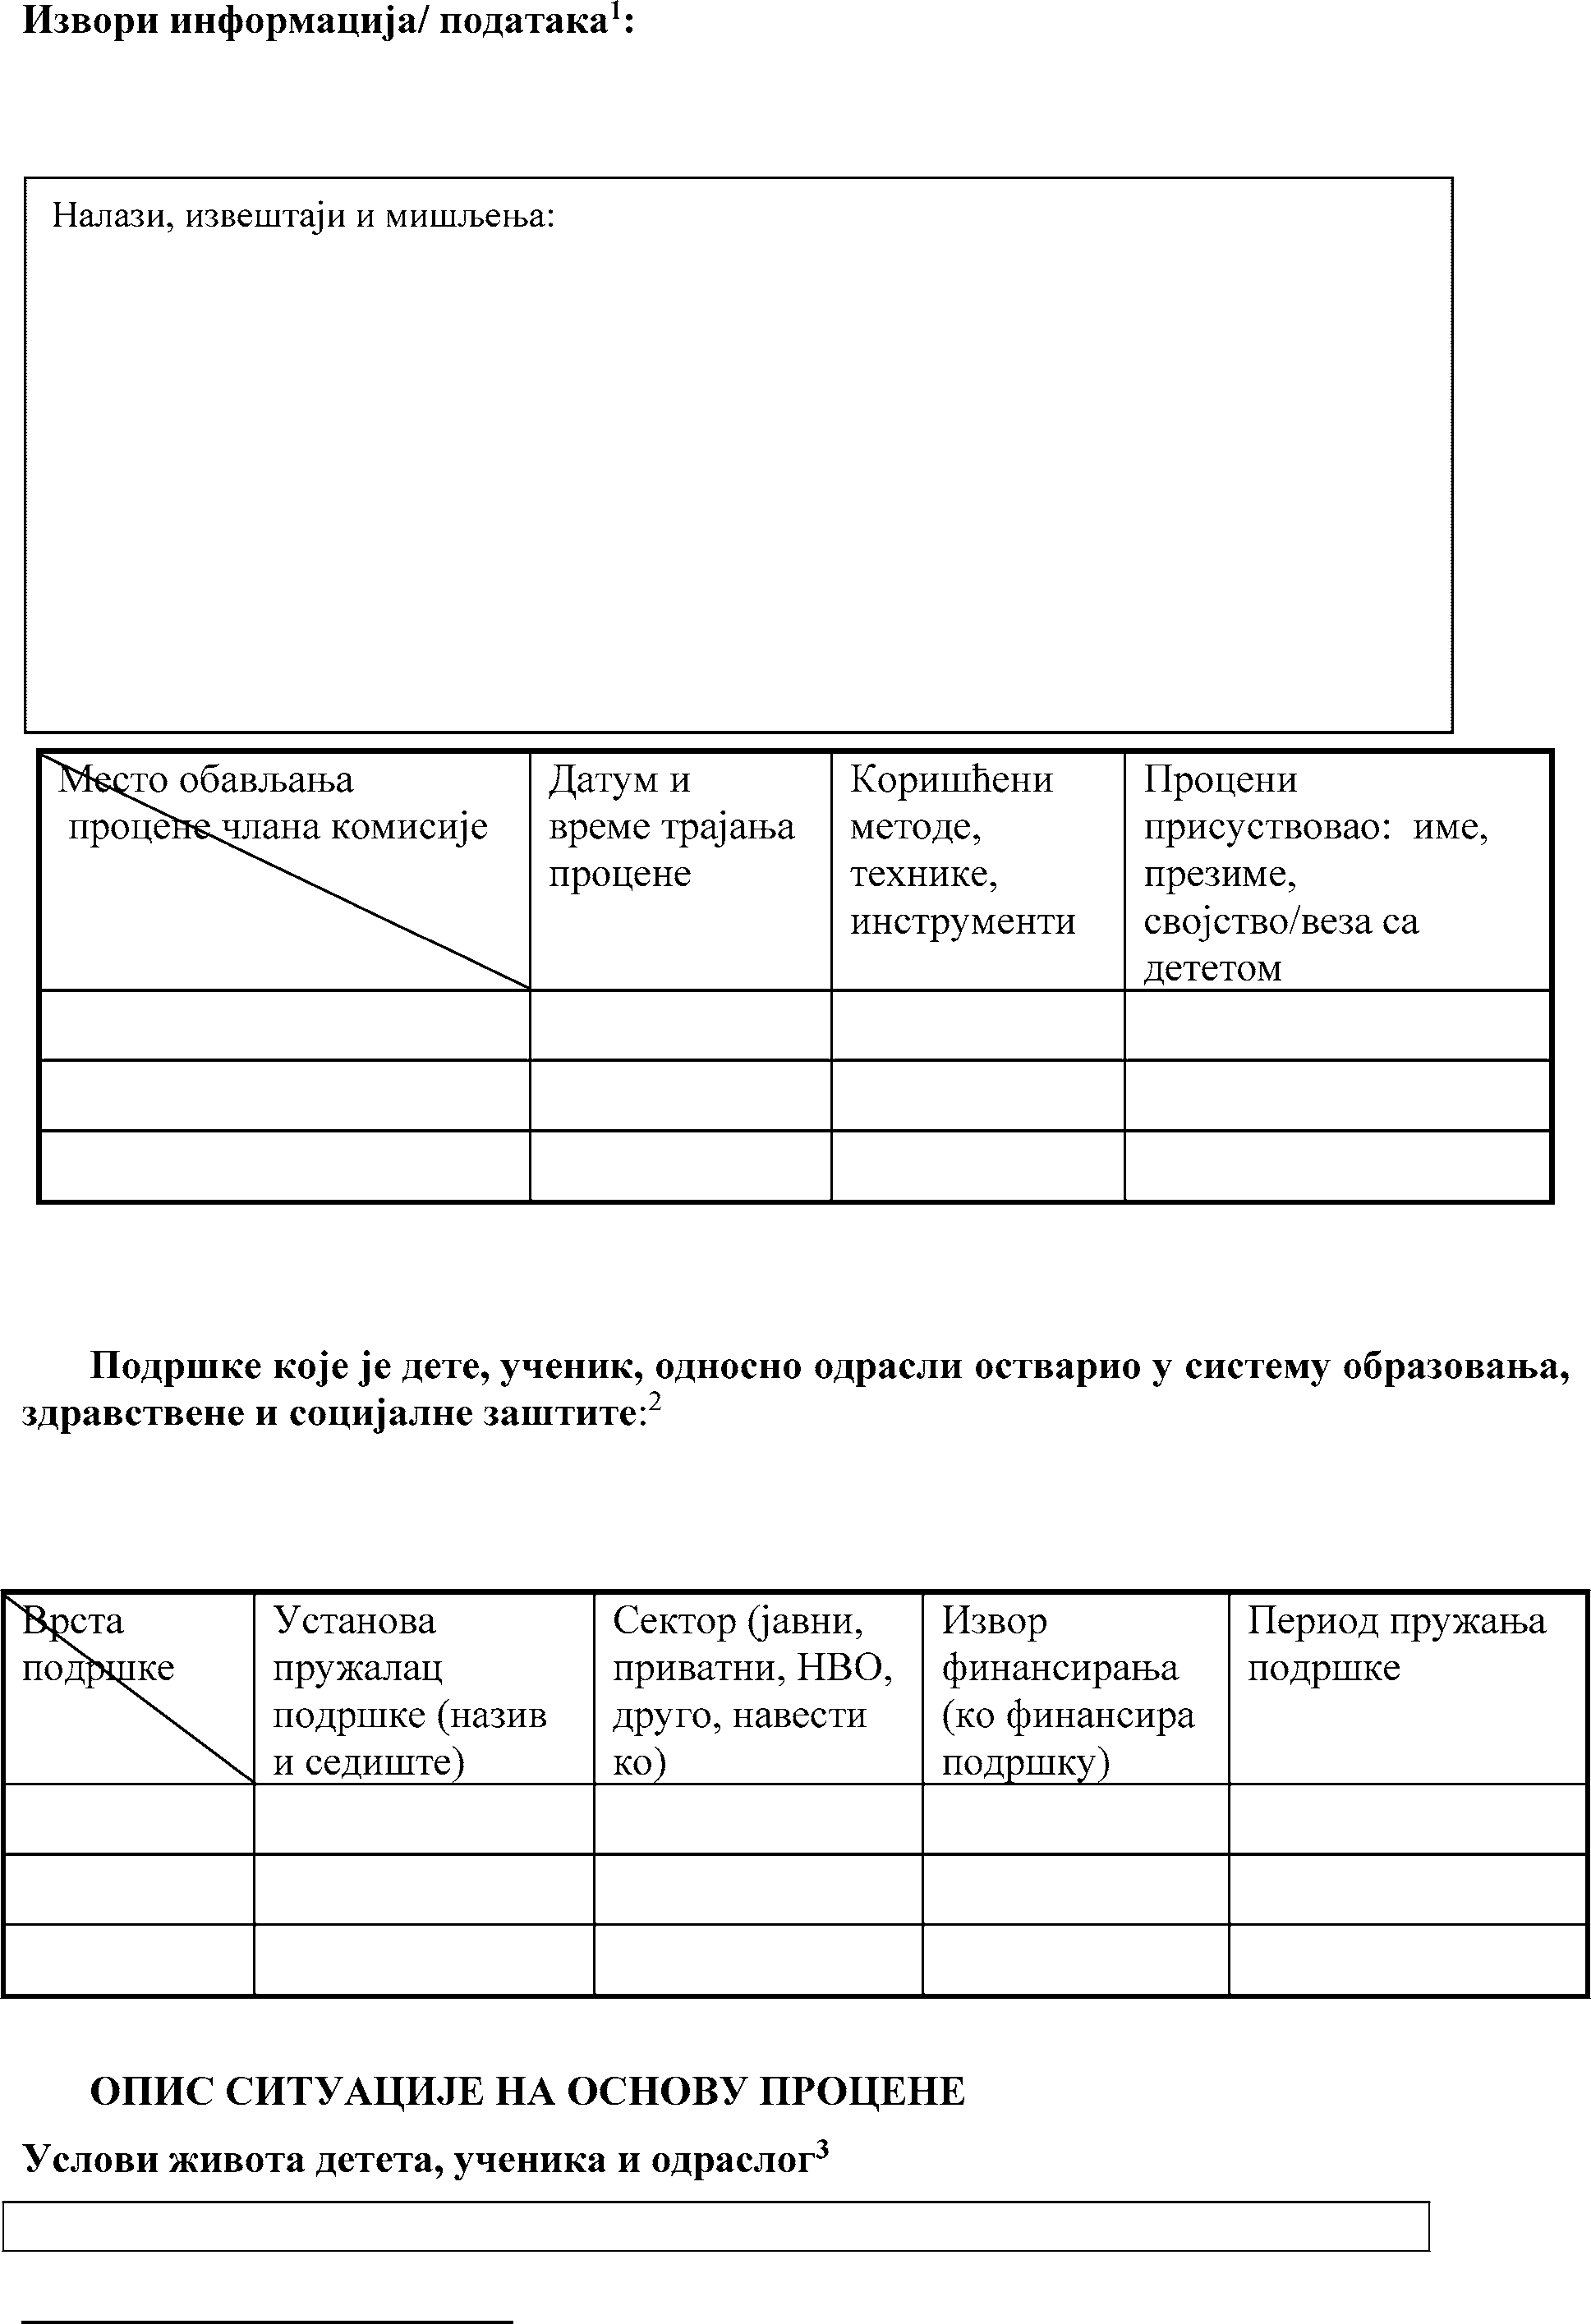 Извори информација/ података¹:
Налази, извештаји и мишљења:
Место обављања
процене члана комисије
Датум и
време трајања
процене
Коришћени
методе,
технике,
инструменти
Процени
присуствовао: име,
презиме,
својство/веза са
дететом
Подршке које је дете, ученик, односно одрасли остварио у систему образовања,
здравствене и социјалне заштите:²
Врста
подршке
Установа
пружалац
подршке (назив
и седиште)
Сектор (јавни,
приватни, НВО,
друго, навести
ко)
Извор
финансирања
(ко финансира
подршку)
Период пружања
подршке
ОПИС СИТУАЦИЈЕ НА ОСНОВУ ПРОЦЕНЕ
Услови живота детета, ученика и одраслог³